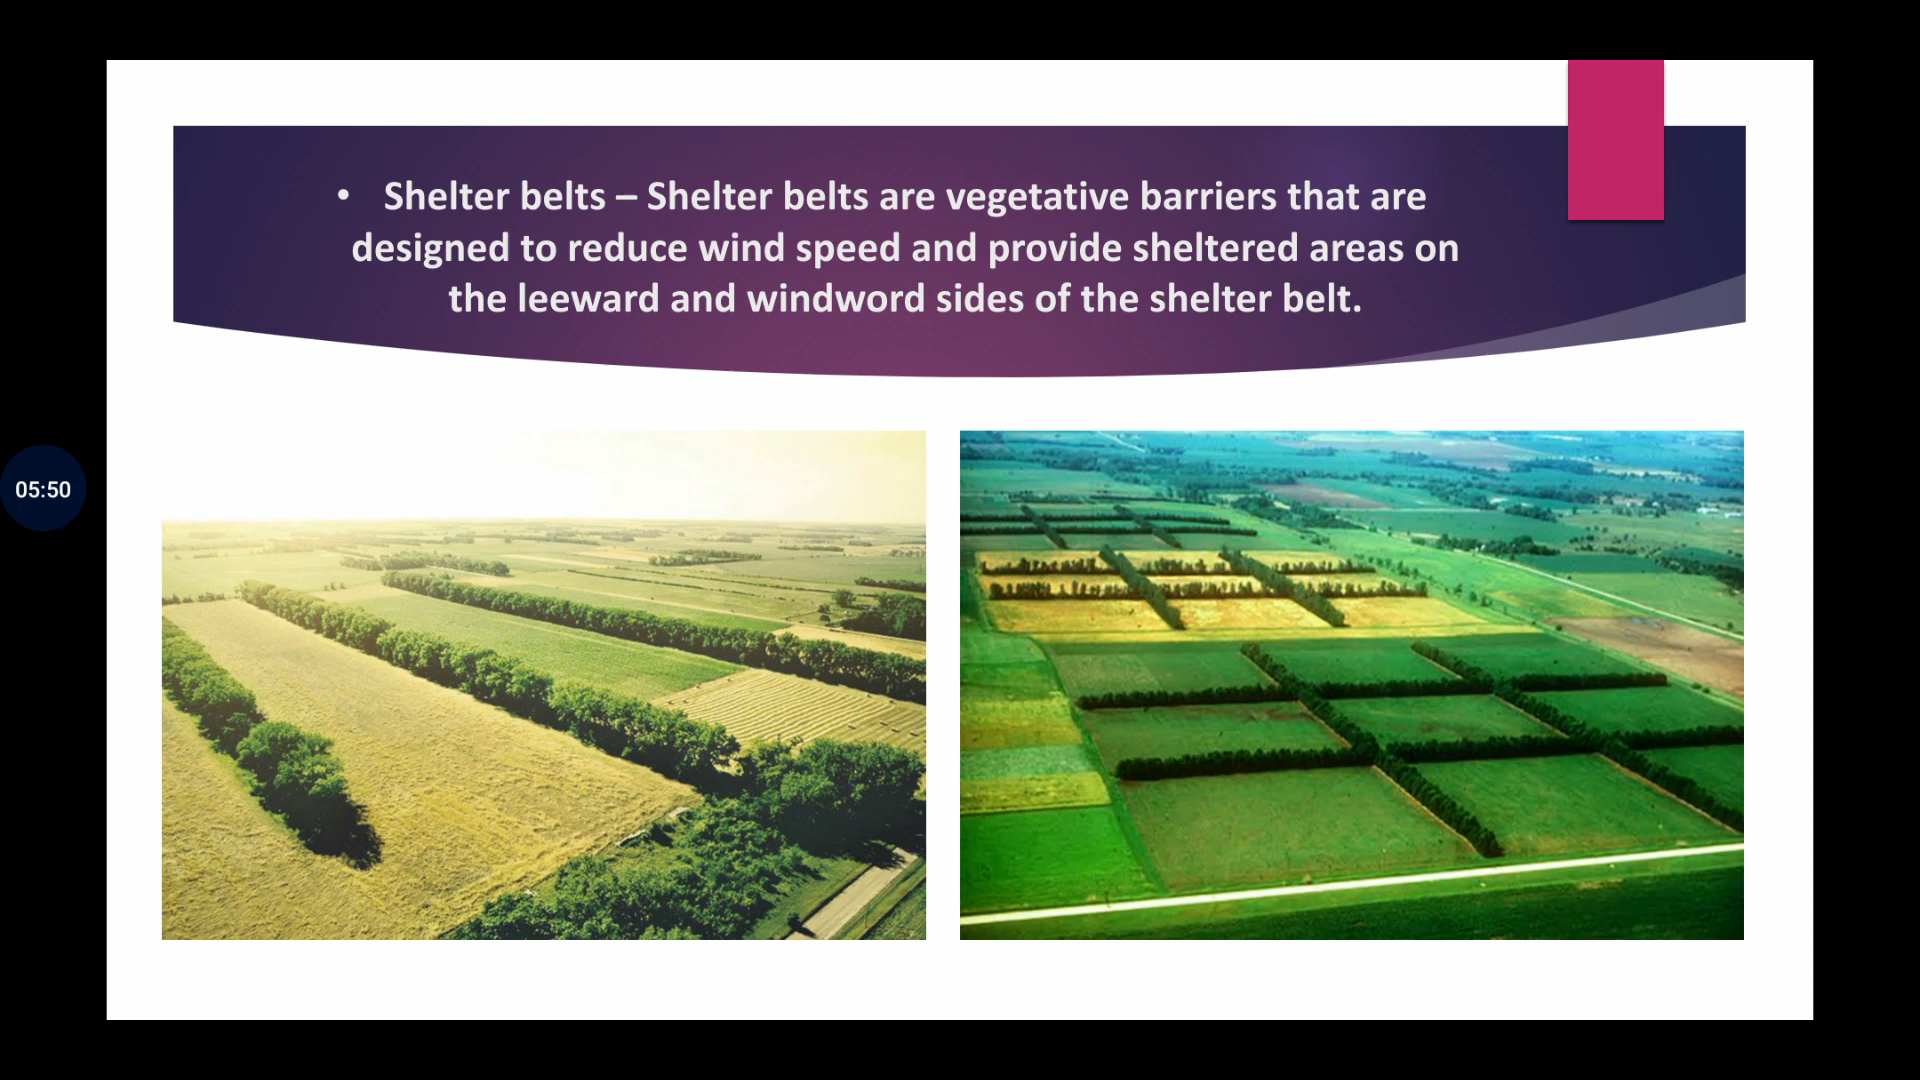 • Shelter belts – Shelter belts are vegetative barriers that are
designed to reduce wind speed and provide sheltered areas on
the leeward and windword sides of the shelter belt.
05:50